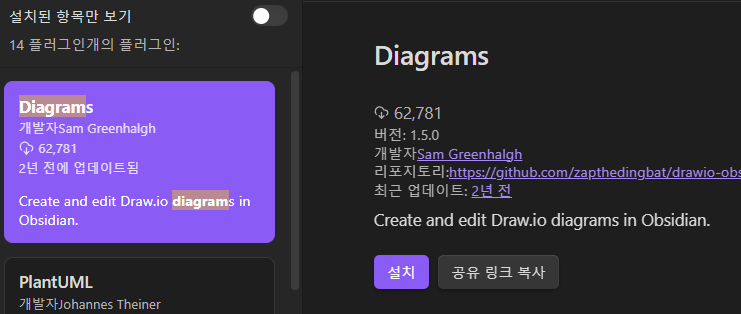 설치된 항목만 보기
14 플러그인개의 플러그인:
Diagrams
개발자Sam Greenhalgh
62,781
2년 전에 업데이트됨
Create and edit Draw.io diagrams in
Obsidian.
PlantUML
개발자Johannes Theiner
Diagrams
62,781
버전: 1.5.0
개발자Sam Greenhalgh
리포지토리:https://github.com/zapthedingbat/drawio-obs
최근 업데이트: 2년 전
Create and edit Draw.io diagrams in Obsidian.
설치
공유 링크 복사